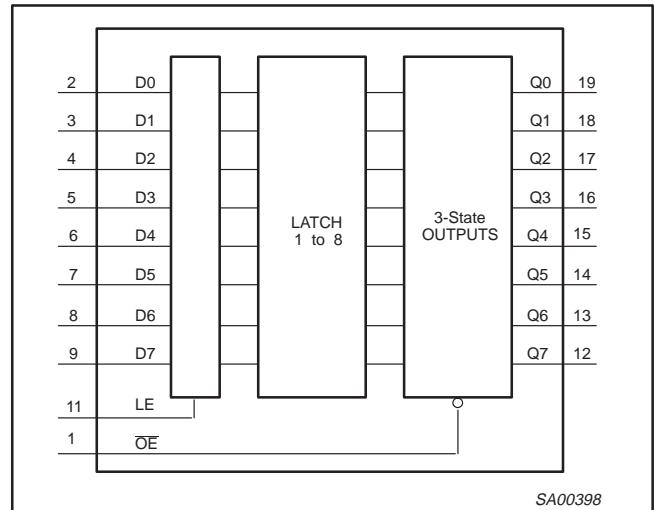 2 D0 Q0 19
3 D1 Q1 18
4 D2 Q2 17
5 D3 Q3 16
LATCH
1 to 8
3-State
OUTPUTS
6 D4 Q4 15
7 D5 Q5 14
8 D6 Q6 13
9 D7 Q7 12
11 LE
1 OE
SA00398